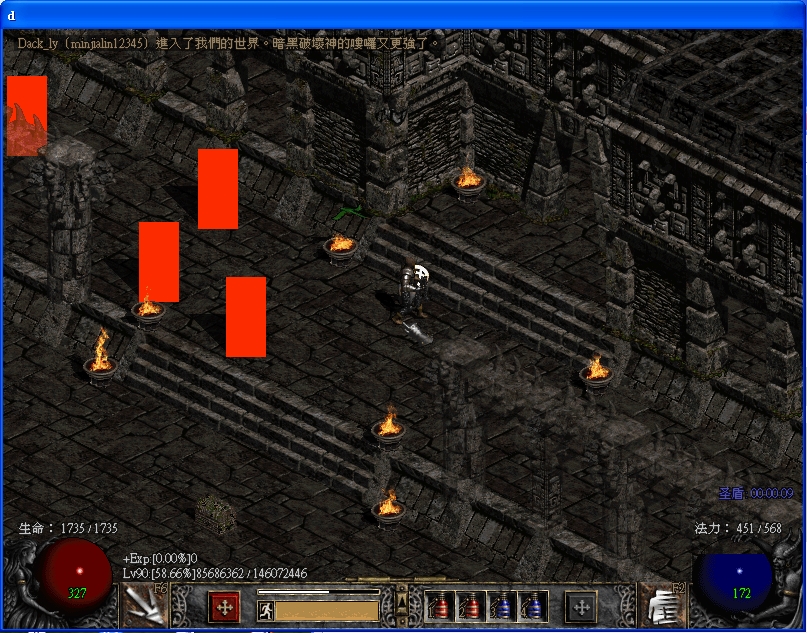 d
Dack_ly（minjialin12345）進入了我們的世界。暗黑破壞神的嘍囉又更強了。
圣盾 00:00:09
生命： 1735 / 1735
法力： 451 / 568
+Exp:[0.00%]0
Lv90:[58.66%]85686362 / 146072446
F6
F2
327
172